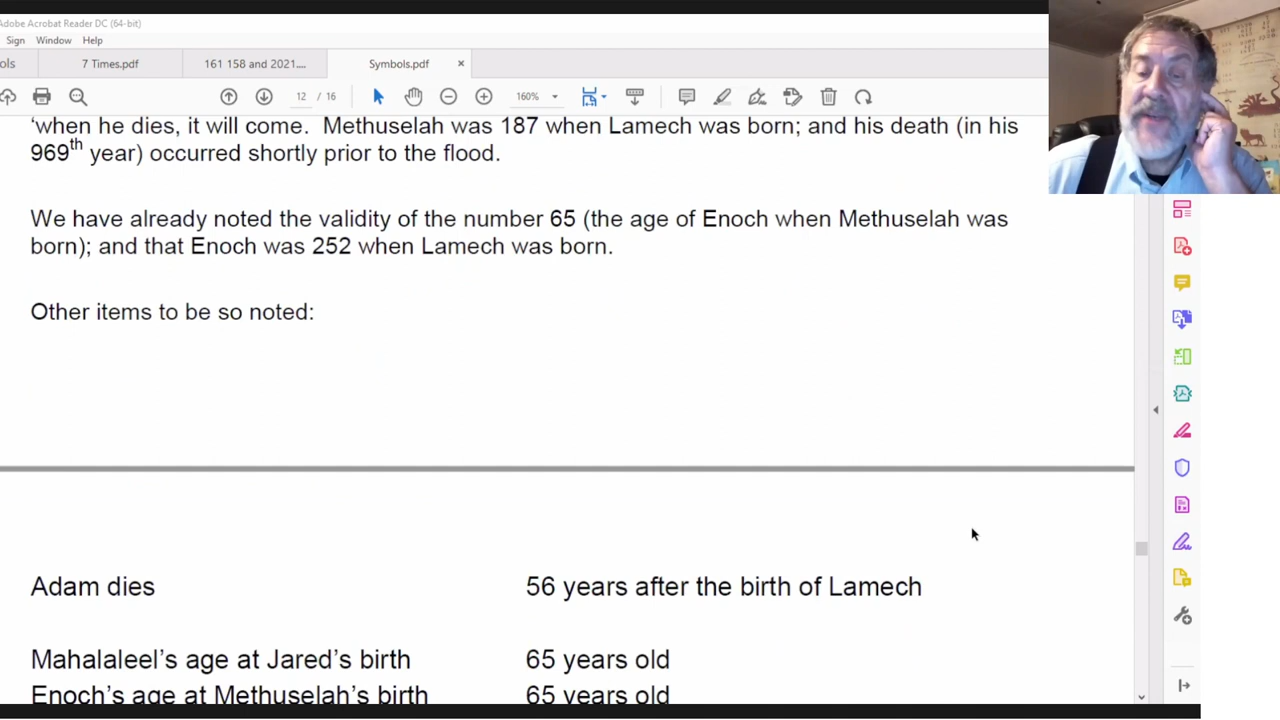 Adobe Acrobat Reader DC (64-bit)
Sign Window Help
ols 7 Times.pdf 161 158 and 2021.... Symbols.pdf ×
12 / 16 160%
‘when he dies, it will come. Methuselah was 187 when Lamech was born; and his death (in his
969th year) occurred shortly prior to the flood.
We have already noted the validity of the number 65 (the age of Enoch when Methuselah was
born); and that Enoch was 252 when Lamech was born.
Other items to be so noted:
Adam dies 56 years after the birth of Lamech
Mahalaleel’s age at Jared’s birth 65 years old
Enoch’s age at Methuselah’s birth 65 years old